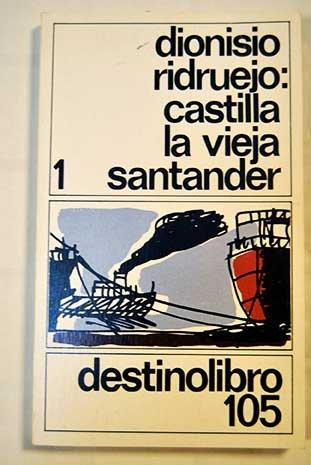 dionisio
ridruejo:
castilla
la vieja
1 santander
destinolibro
105